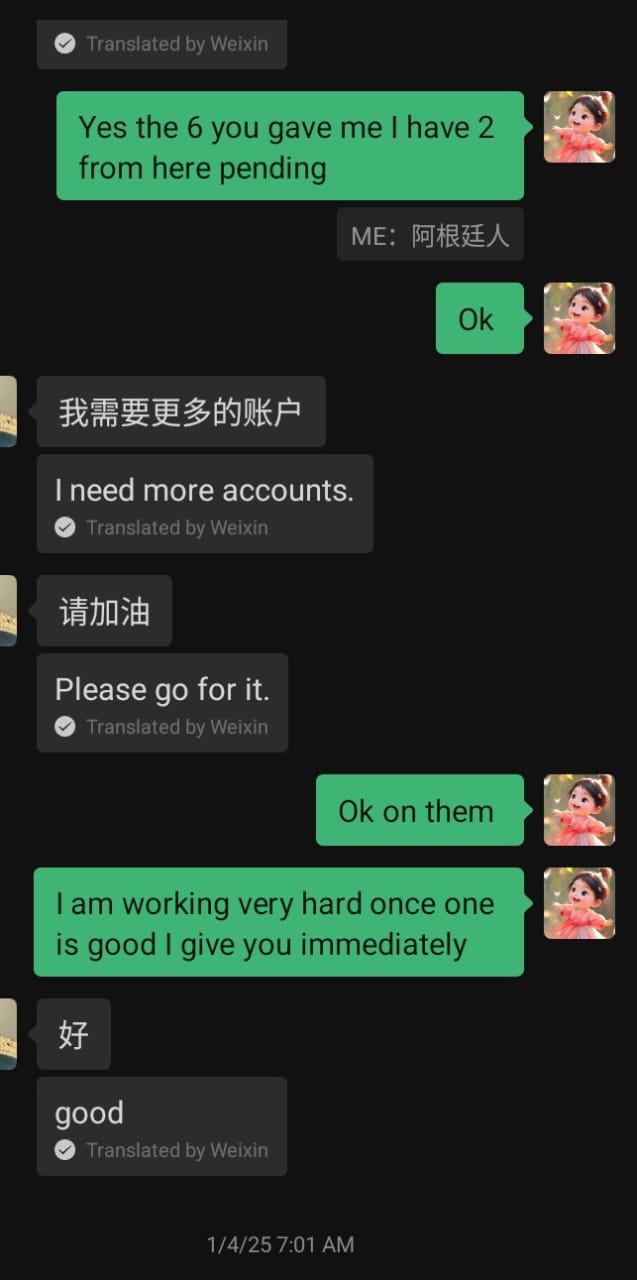 Translated by Weixin
Yes the 6 you gave me I have 2
from here pending
ME：阿根廷人
Ok
我需要更多的账户
I need more accounts.
Translated by Weixin
请加油
Please go for it.
Translated by Weixin
Ok on them
I am working very hard once one
is good I give you immediately
好
good
Translated by Weixin
1/4/25 7:01 AM